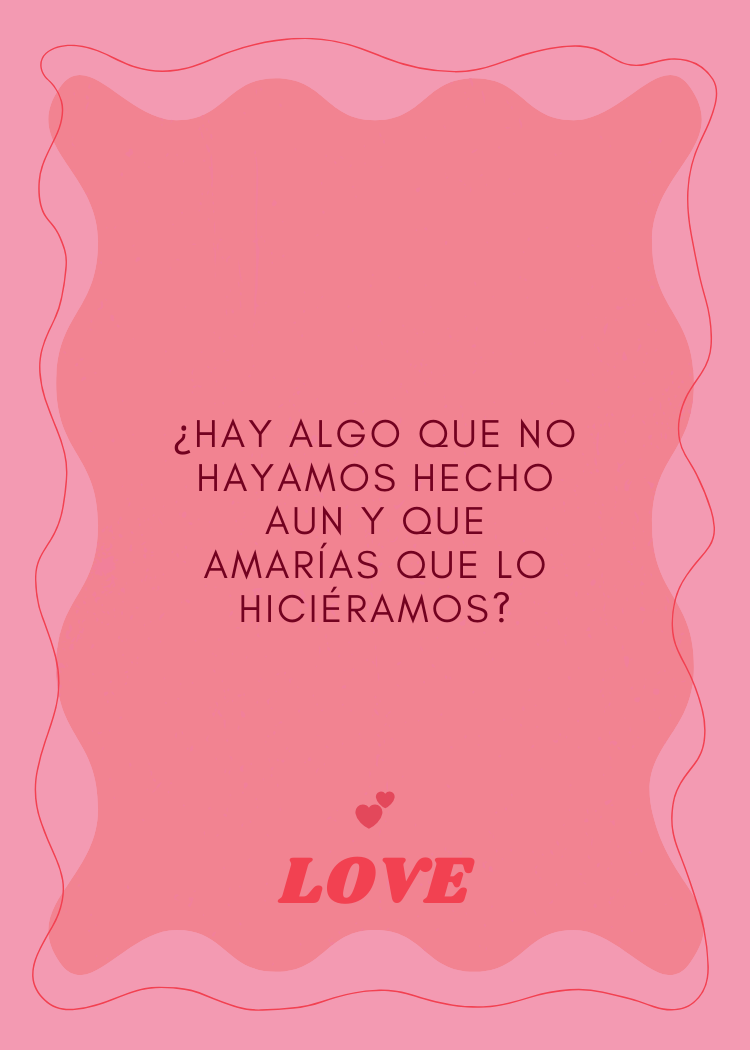 ¿HAY ALGO QUE NO
HAYAMOS HECHO
AUN Y QUE
AMARÍAS QUE LO
HICIÉRAMOS?
LOVE